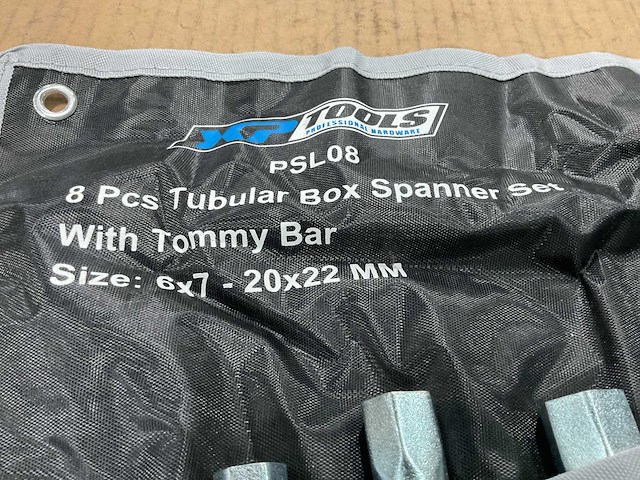 XP TOOLS
PROFESSIONAL HARDWARE
PSL08
8 Pcs Tubular Box Spanner Set
With Tommy Bar
Size: 6x7 - 20x22 MM